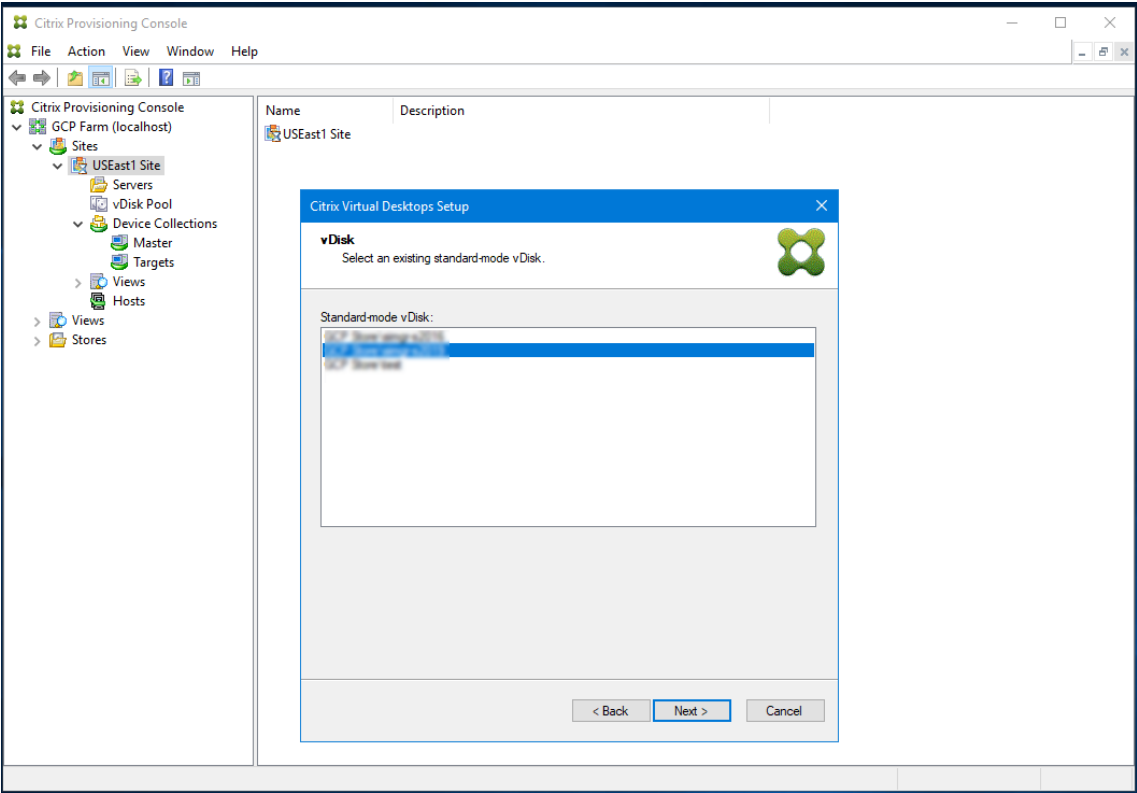 Citrix Provisioning Console
File Action View Window Help
Citrix Provisioning Console
GCP Farm (localhost)
Sites
USEast1 Site
Servers
vDisk Pool
Device Collections
Master
Targets
Views
Hosts
Views
Stores
Name Description
USEast1 Site
Citrix Virtual Desktops Setup
vDisk
Select an existing standard-mode vDisk.
Standard-mode vDisk:
< Back Next > Cancel